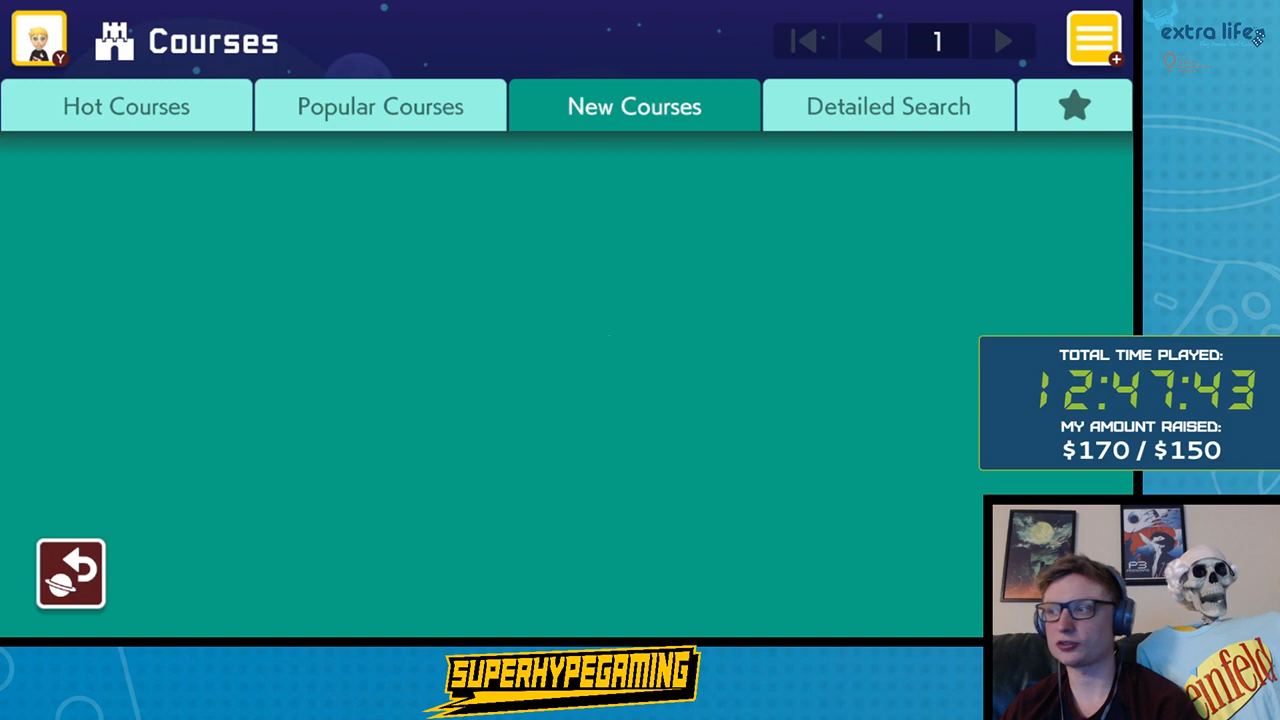 Courses
1
extra life
Y
+
Hot Courses
Popular Courses
New Courses
Detailed Search
TOTAL TIME PLAYED:
12:47:43
MY AMOUNT RAISED:
$170 / $150
P3
SUPERHYPEGAMING
einfeld